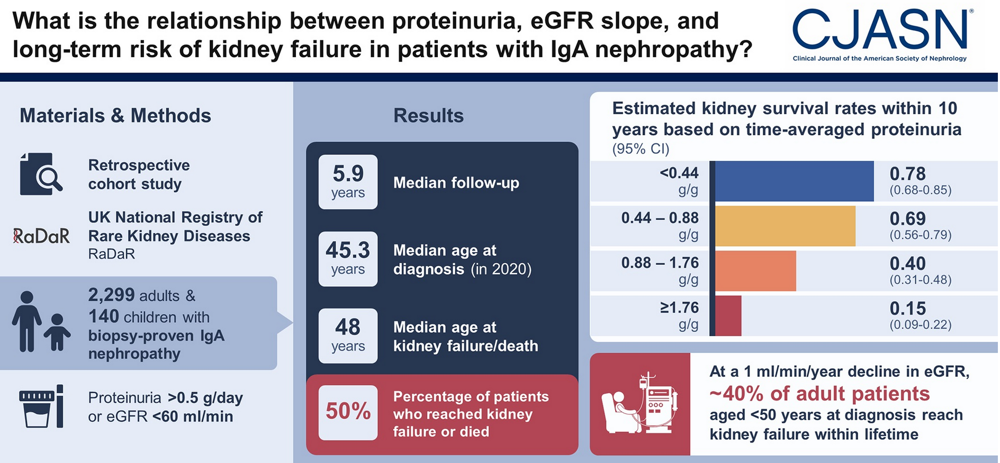 What is the relationship between proteinuria, eGFR slope, and
long-term risk of kidney failure in patients with IgA nephropathy?
CJASN®
Clinical Journal of the American Society of Nephrology
Materials & Methods
Retrospective
cohort study
RaDaR
UK National Registry of
Rare Kidney Diseases
RaDaR
2,299 adults &
140 children with
biopsy-proven IgA
nephropathy
Proteinuria >0.5 g/day
or eGFR <60 ml/min
Results
5.9
years
Median follow-up
45.3
years
Median age at
diagnosis (in 2020)
48
years
Median age at
kidney failure/death
50%
Percentage of patients
who reached kidney
failure or died
Estimated kidney survival rates within 10
years based on time-averaged proteinuria
(95% CI)
<0.44
g/g
0.78
(0.68-0.85)
0.44 – 0.88
g/g
0.69
(0.56-0.79)
0.88 – 1.76
g/g
0.40
(0.31-0.48)
≥1.76
g/g
0.15
(0.09-0.22)
At a 1 ml/min/year decline in eGFR,
~40% of adult patients
aged <50 years at diagnosis reach
kidney failure within lifetime